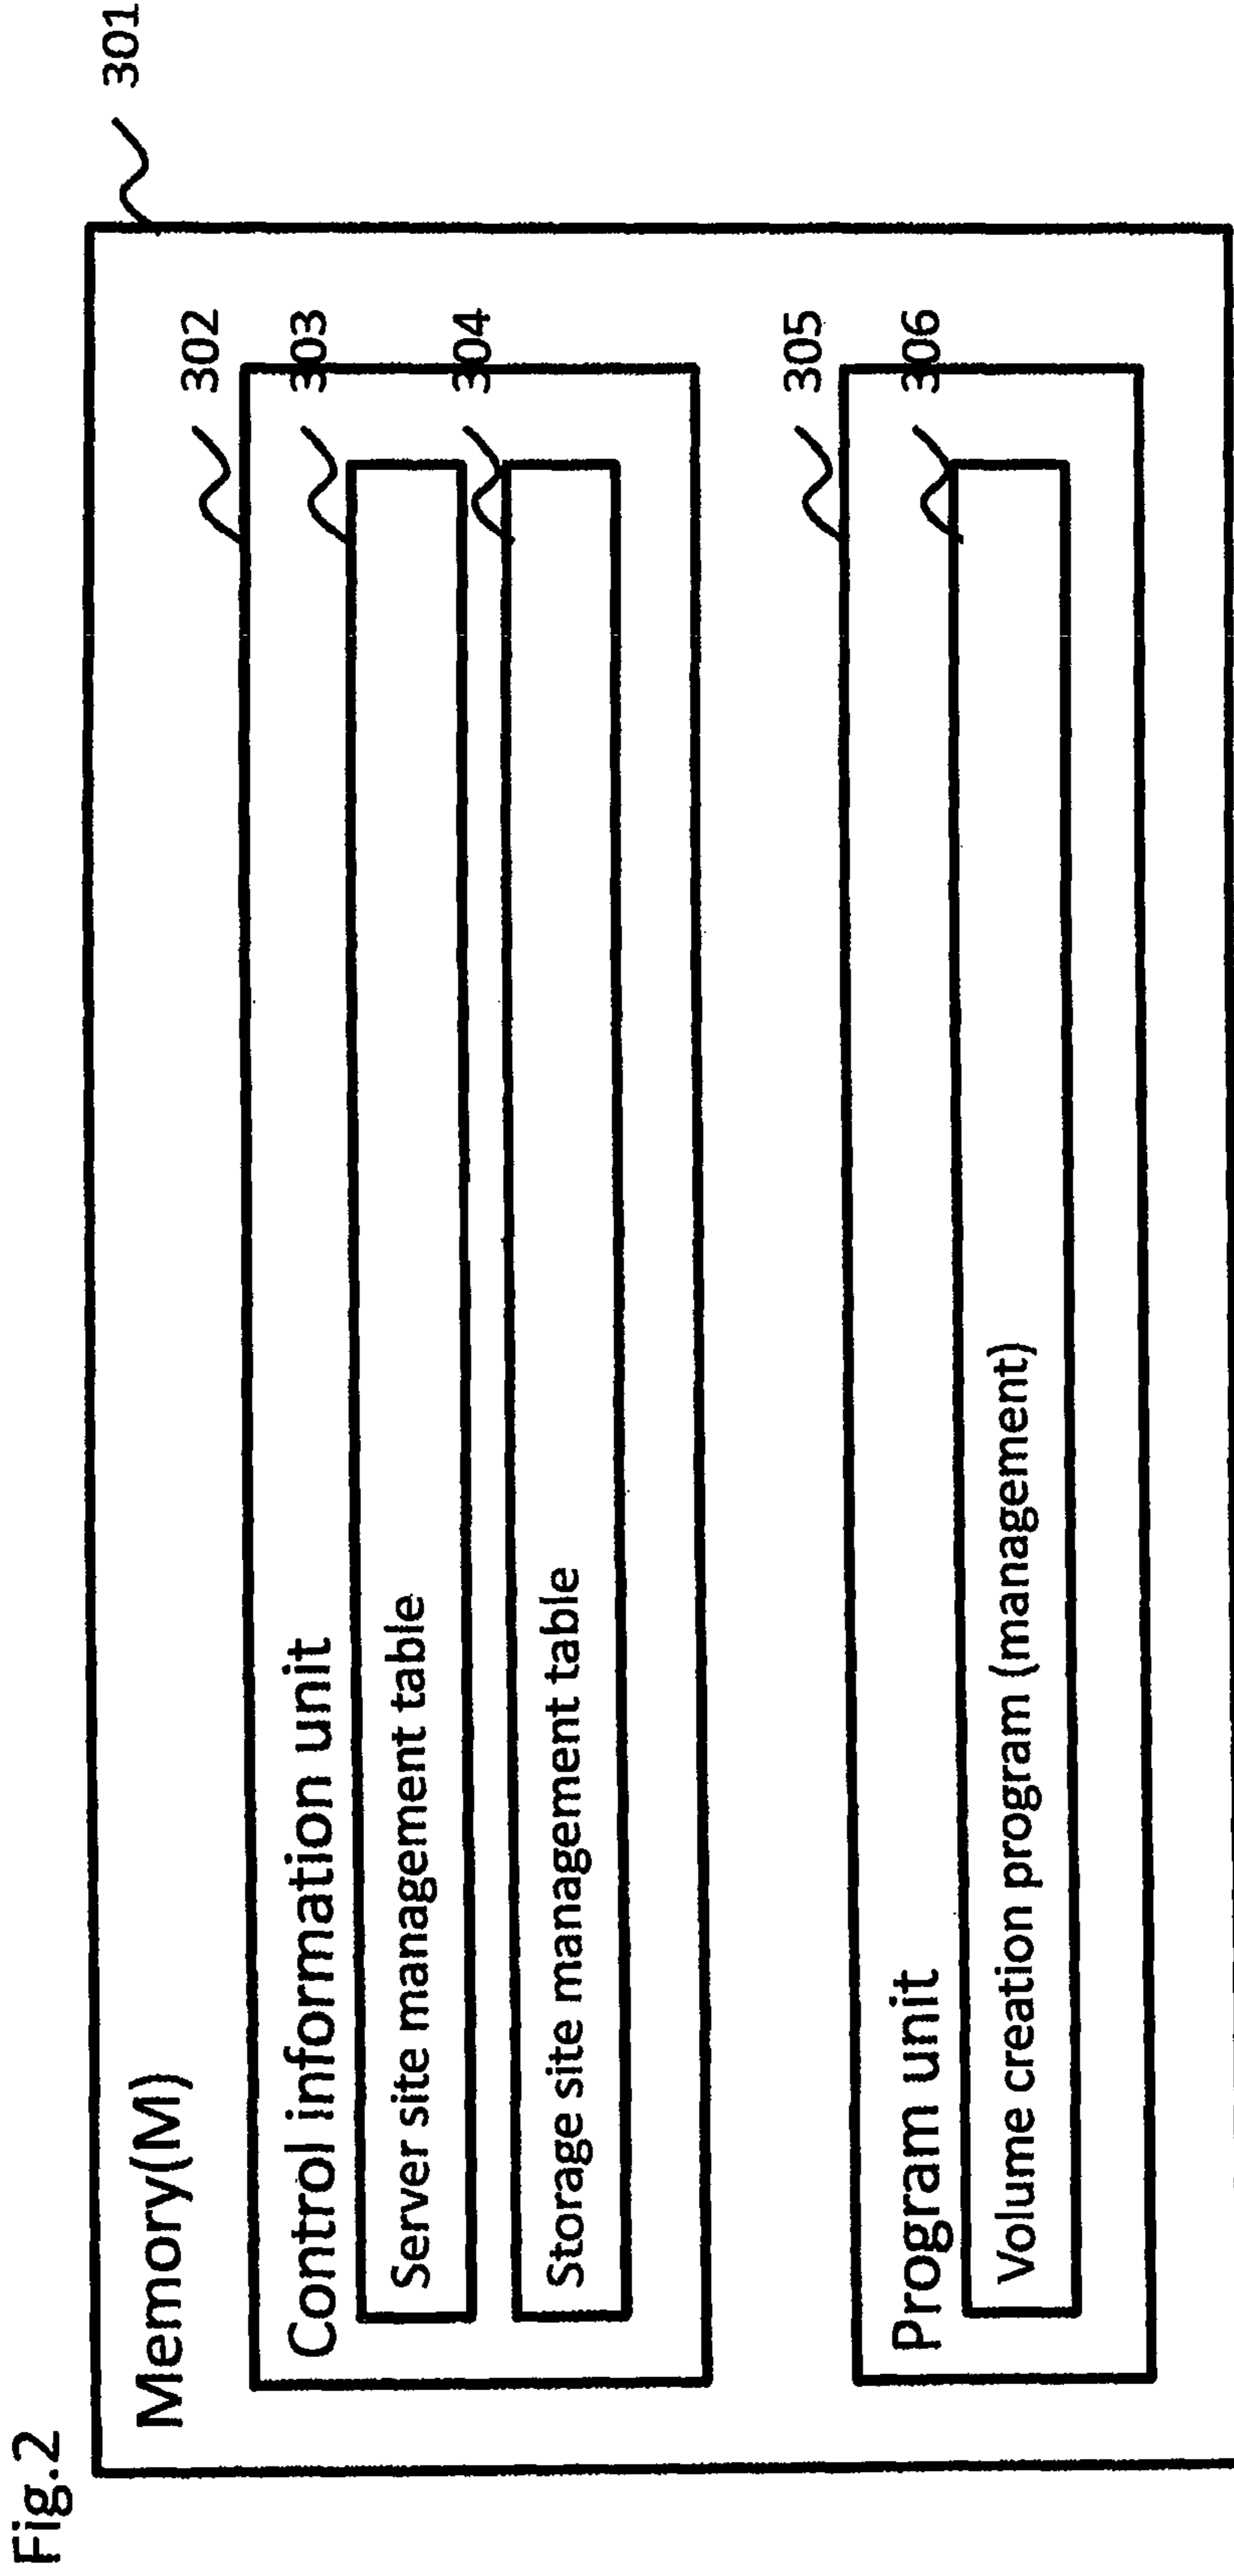 Fig.2
301
Memory(M)
302
Control information unit
303
Server site management table
304
Storage site management table
305
Program unit
306
Volume creation program (management)